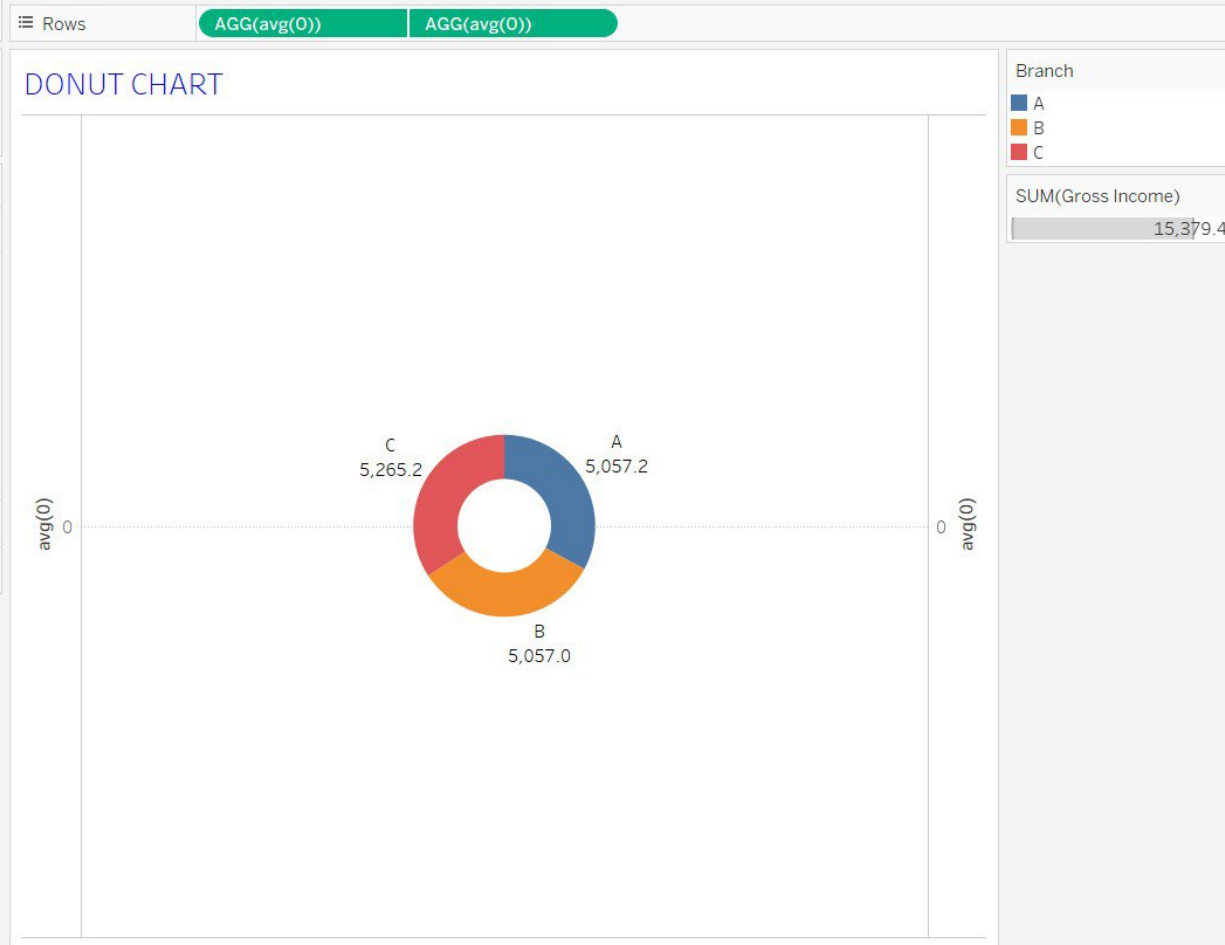 Rows
AGG(avg(0)) AGG(avg(0))
DONUT CHART
Branch
A
B
C
SUM(Gross Income)
15,379.4
C
5,265.2
A
5,057.2
avg(0)
0
0
avg(0)
B
5,057.0